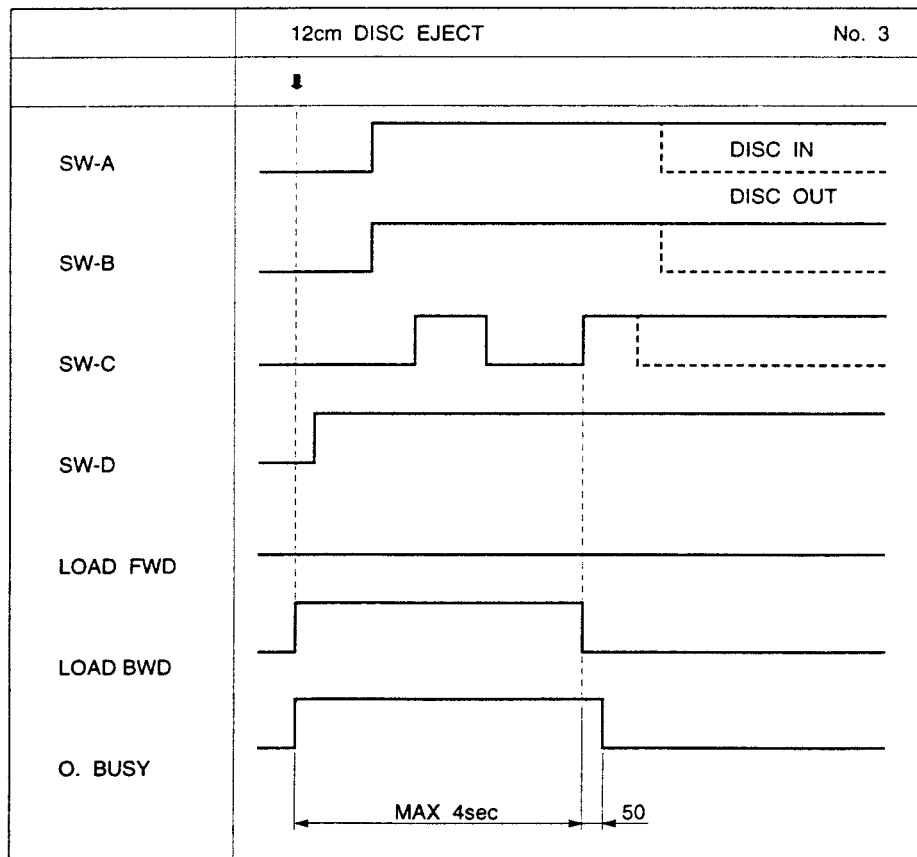 12cm DISC EJECT No. 3
SW-A
DISC IN
DISC OUT
SW-B
SW-C
SW-D
LOAD FWD
LOAD BWD
O. BUSY
MAX 4sec 50